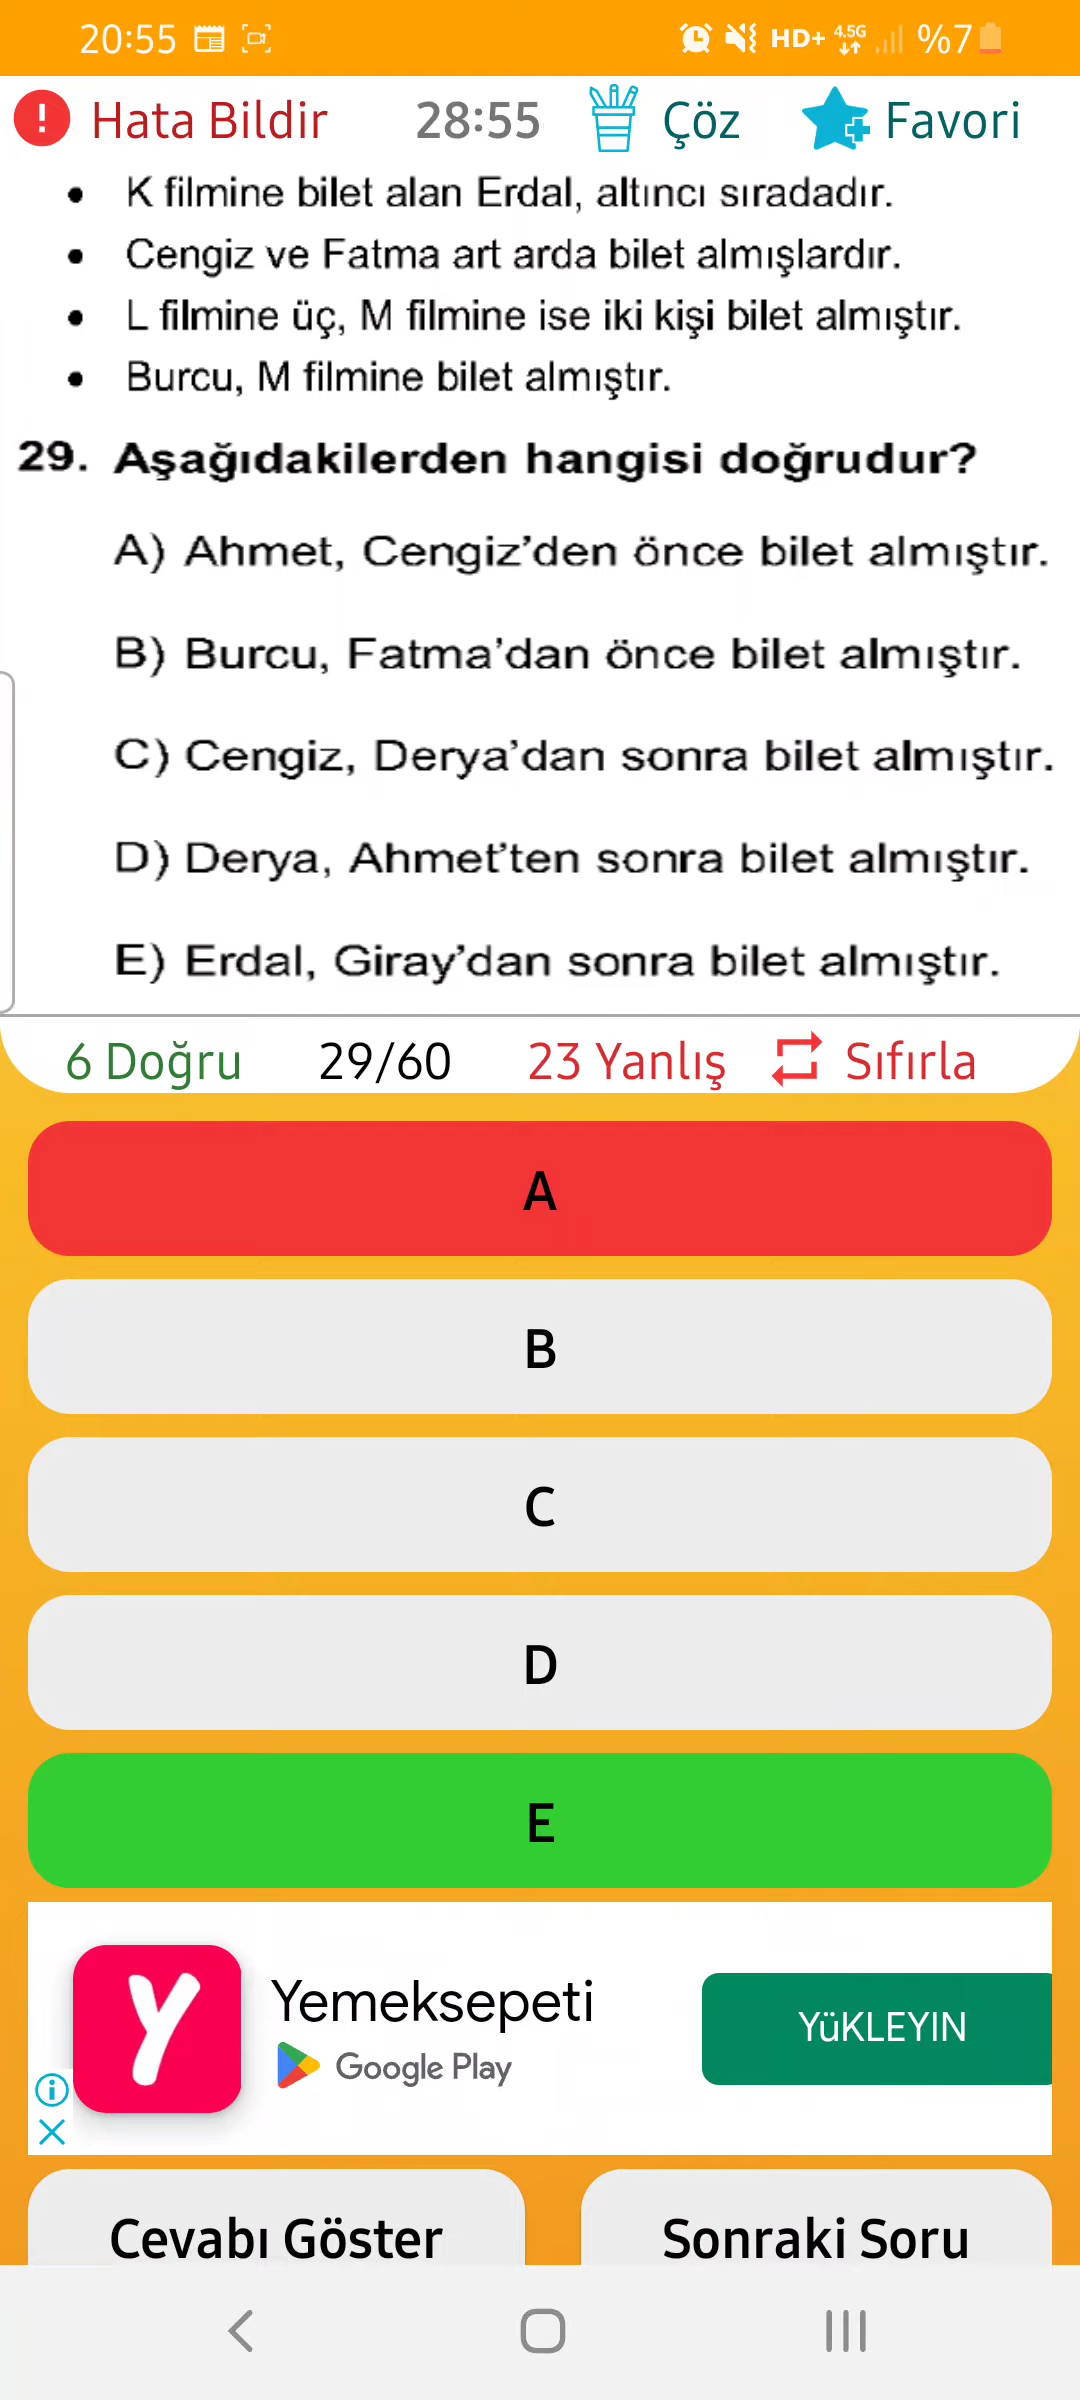 20:55 HD+ 4.5G %7
! Hata Bildir 28:55 Çöz Favori
• K filmine bilet alan Erdal, altıncı sıradadır.
• Cengiz ve Fatma art arda bilet almışlardır.
• L filmine üç, M filmine ise iki kişi bilet almıştır.
• Burcu, M filmine bilet almıştır.
29. Aşağıdakilerden hangisi doğrudur?
A) Ahmet, Cengiz'den önce bilet almıştır.
B) Burcu, Fatma'dan önce bilet almıştır.
C) Cengiz, Derya'dan sonra bilet almıştır.
D) Derya, Ahmet'ten sonra bilet almıştır.
E) Erdal, Giray'dan sonra bilet almıştır.
6 Doğru 29/60 23 Yanlış Sıfırla
A
B
C
D
E
Y
Yemeksepeti
Google Play
YüKLEYIN
Cevabı Göster Sonraki Soru